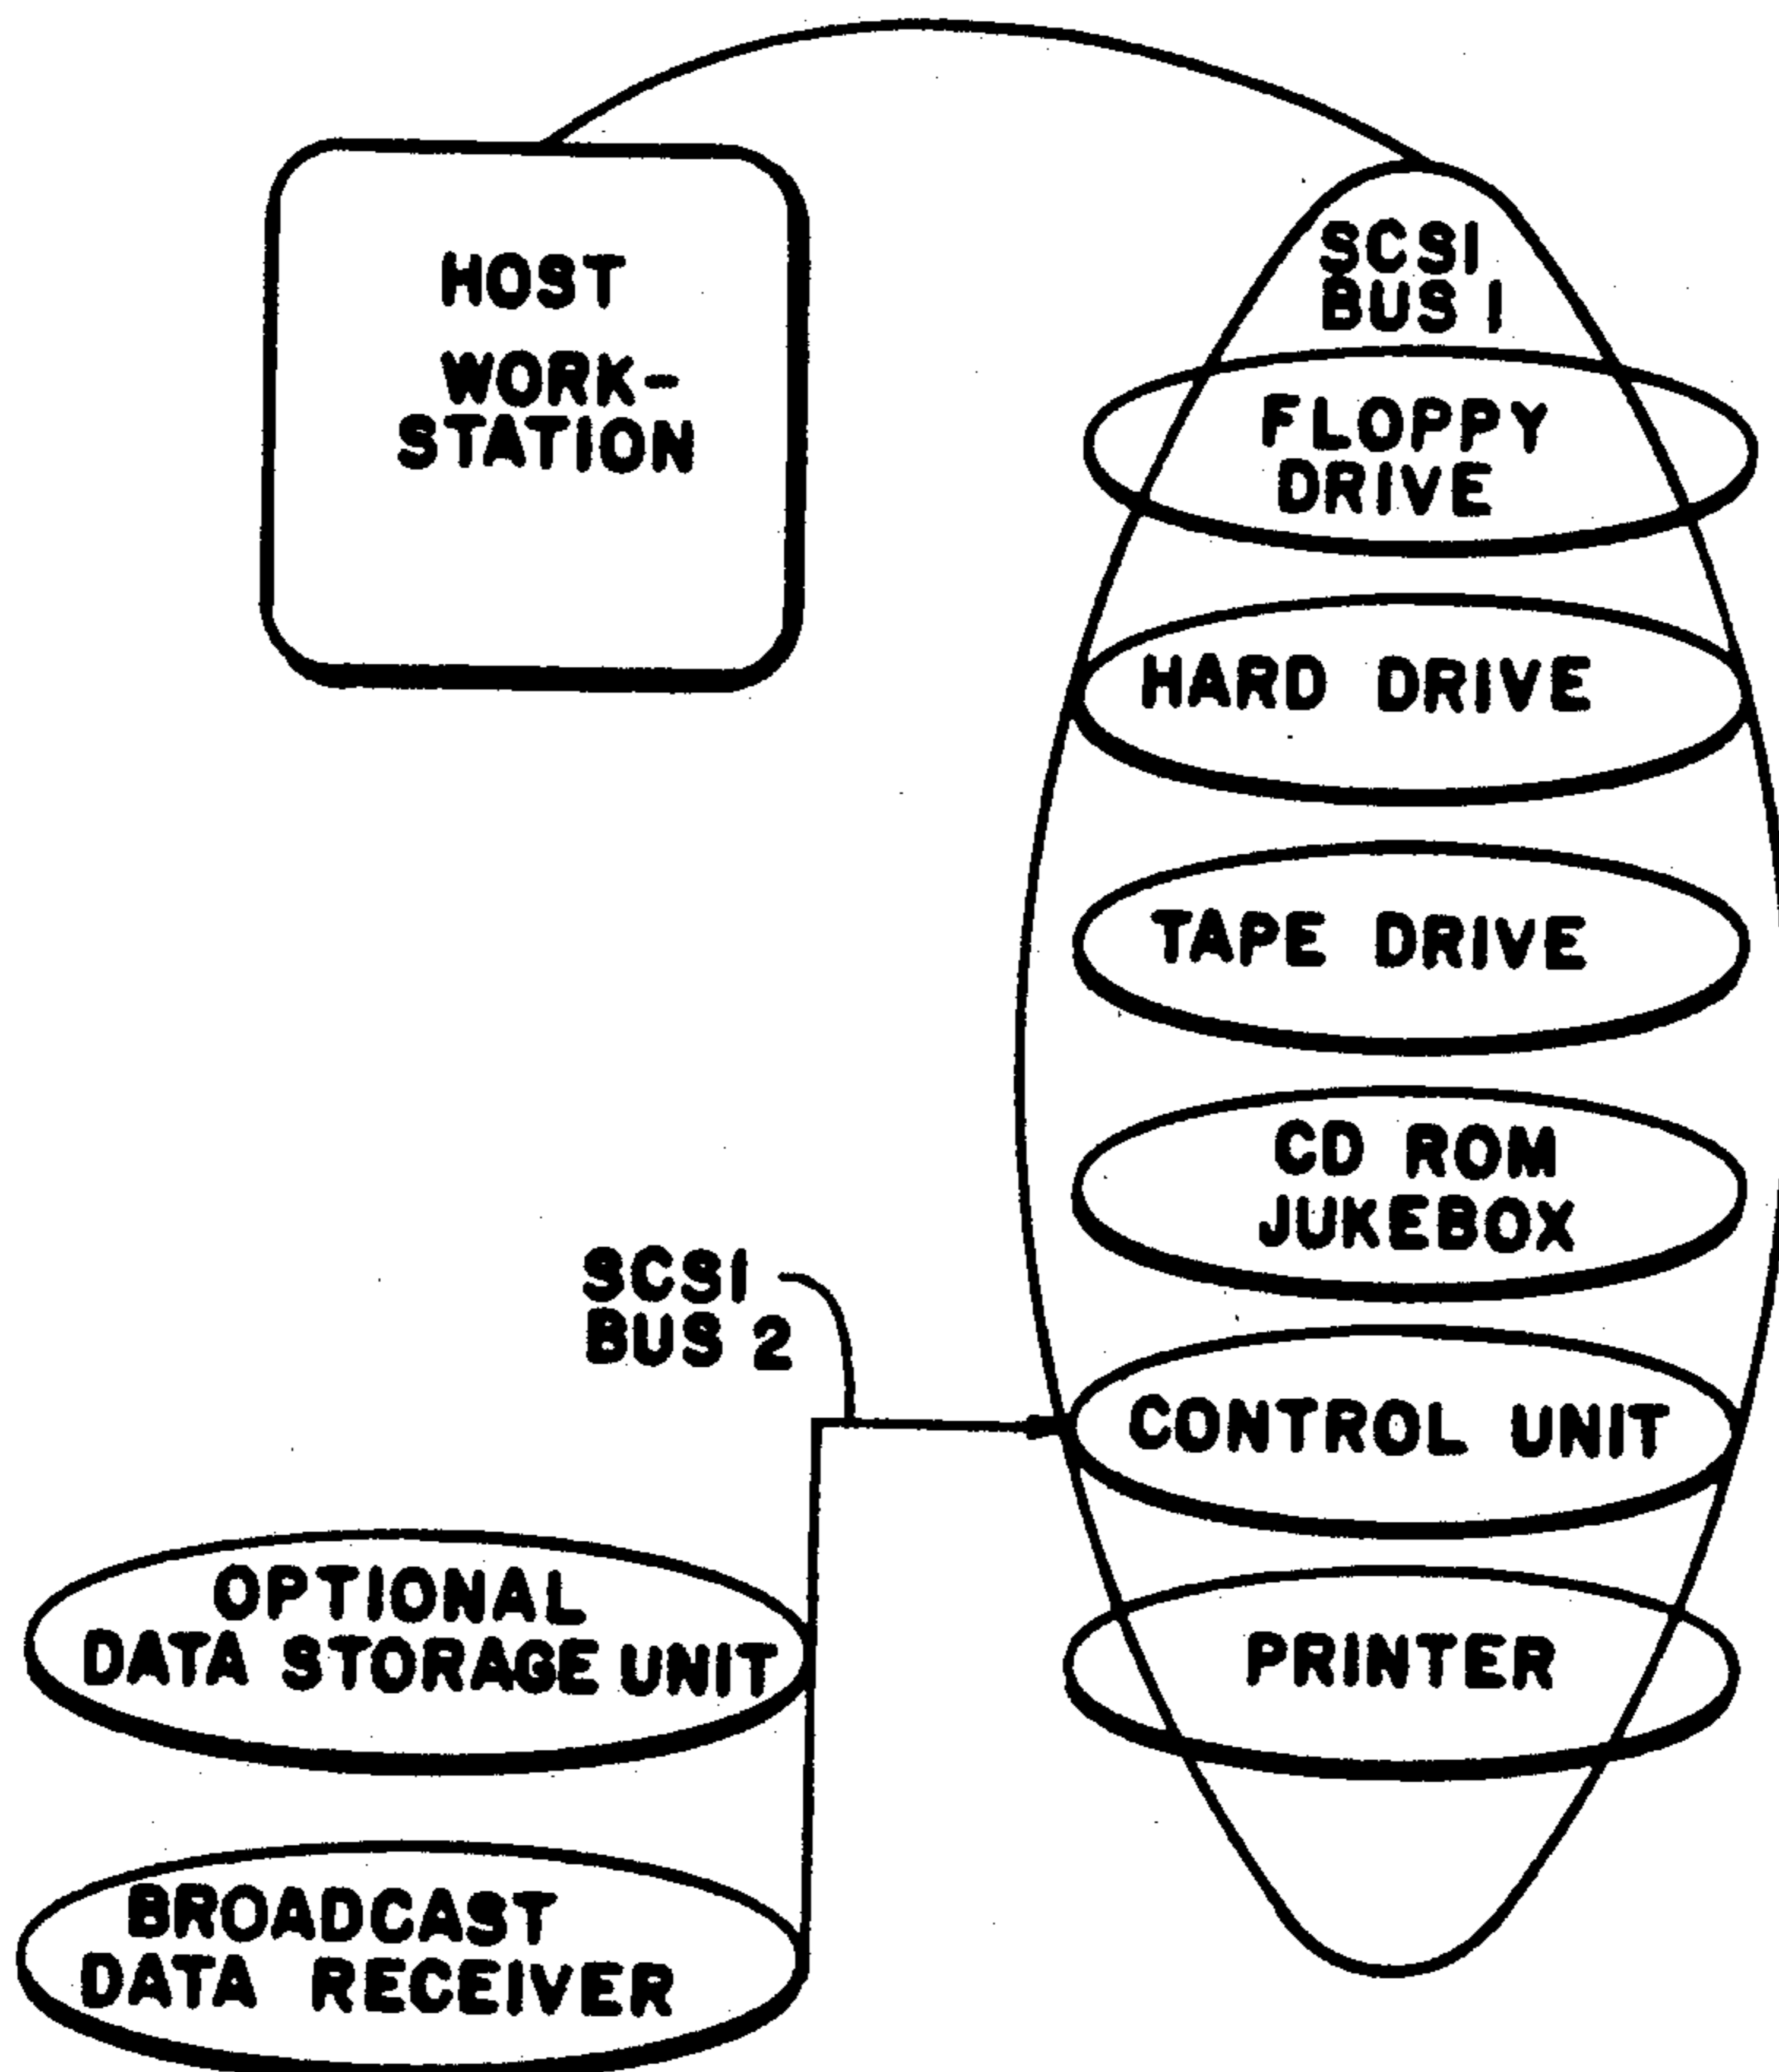 HOST
WORK-
STATION
SCSI
BUS 1
FLOPPY
DRIVE
HARD DRIVE
TAPE DRIVE
CD ROM
JUKEBOX
SCSI
BUS 2
CONTROL UNIT
OPTIONAL
DATA STORAGE UNIT
PRINTER
BROADCAST
DATA RECEIVER